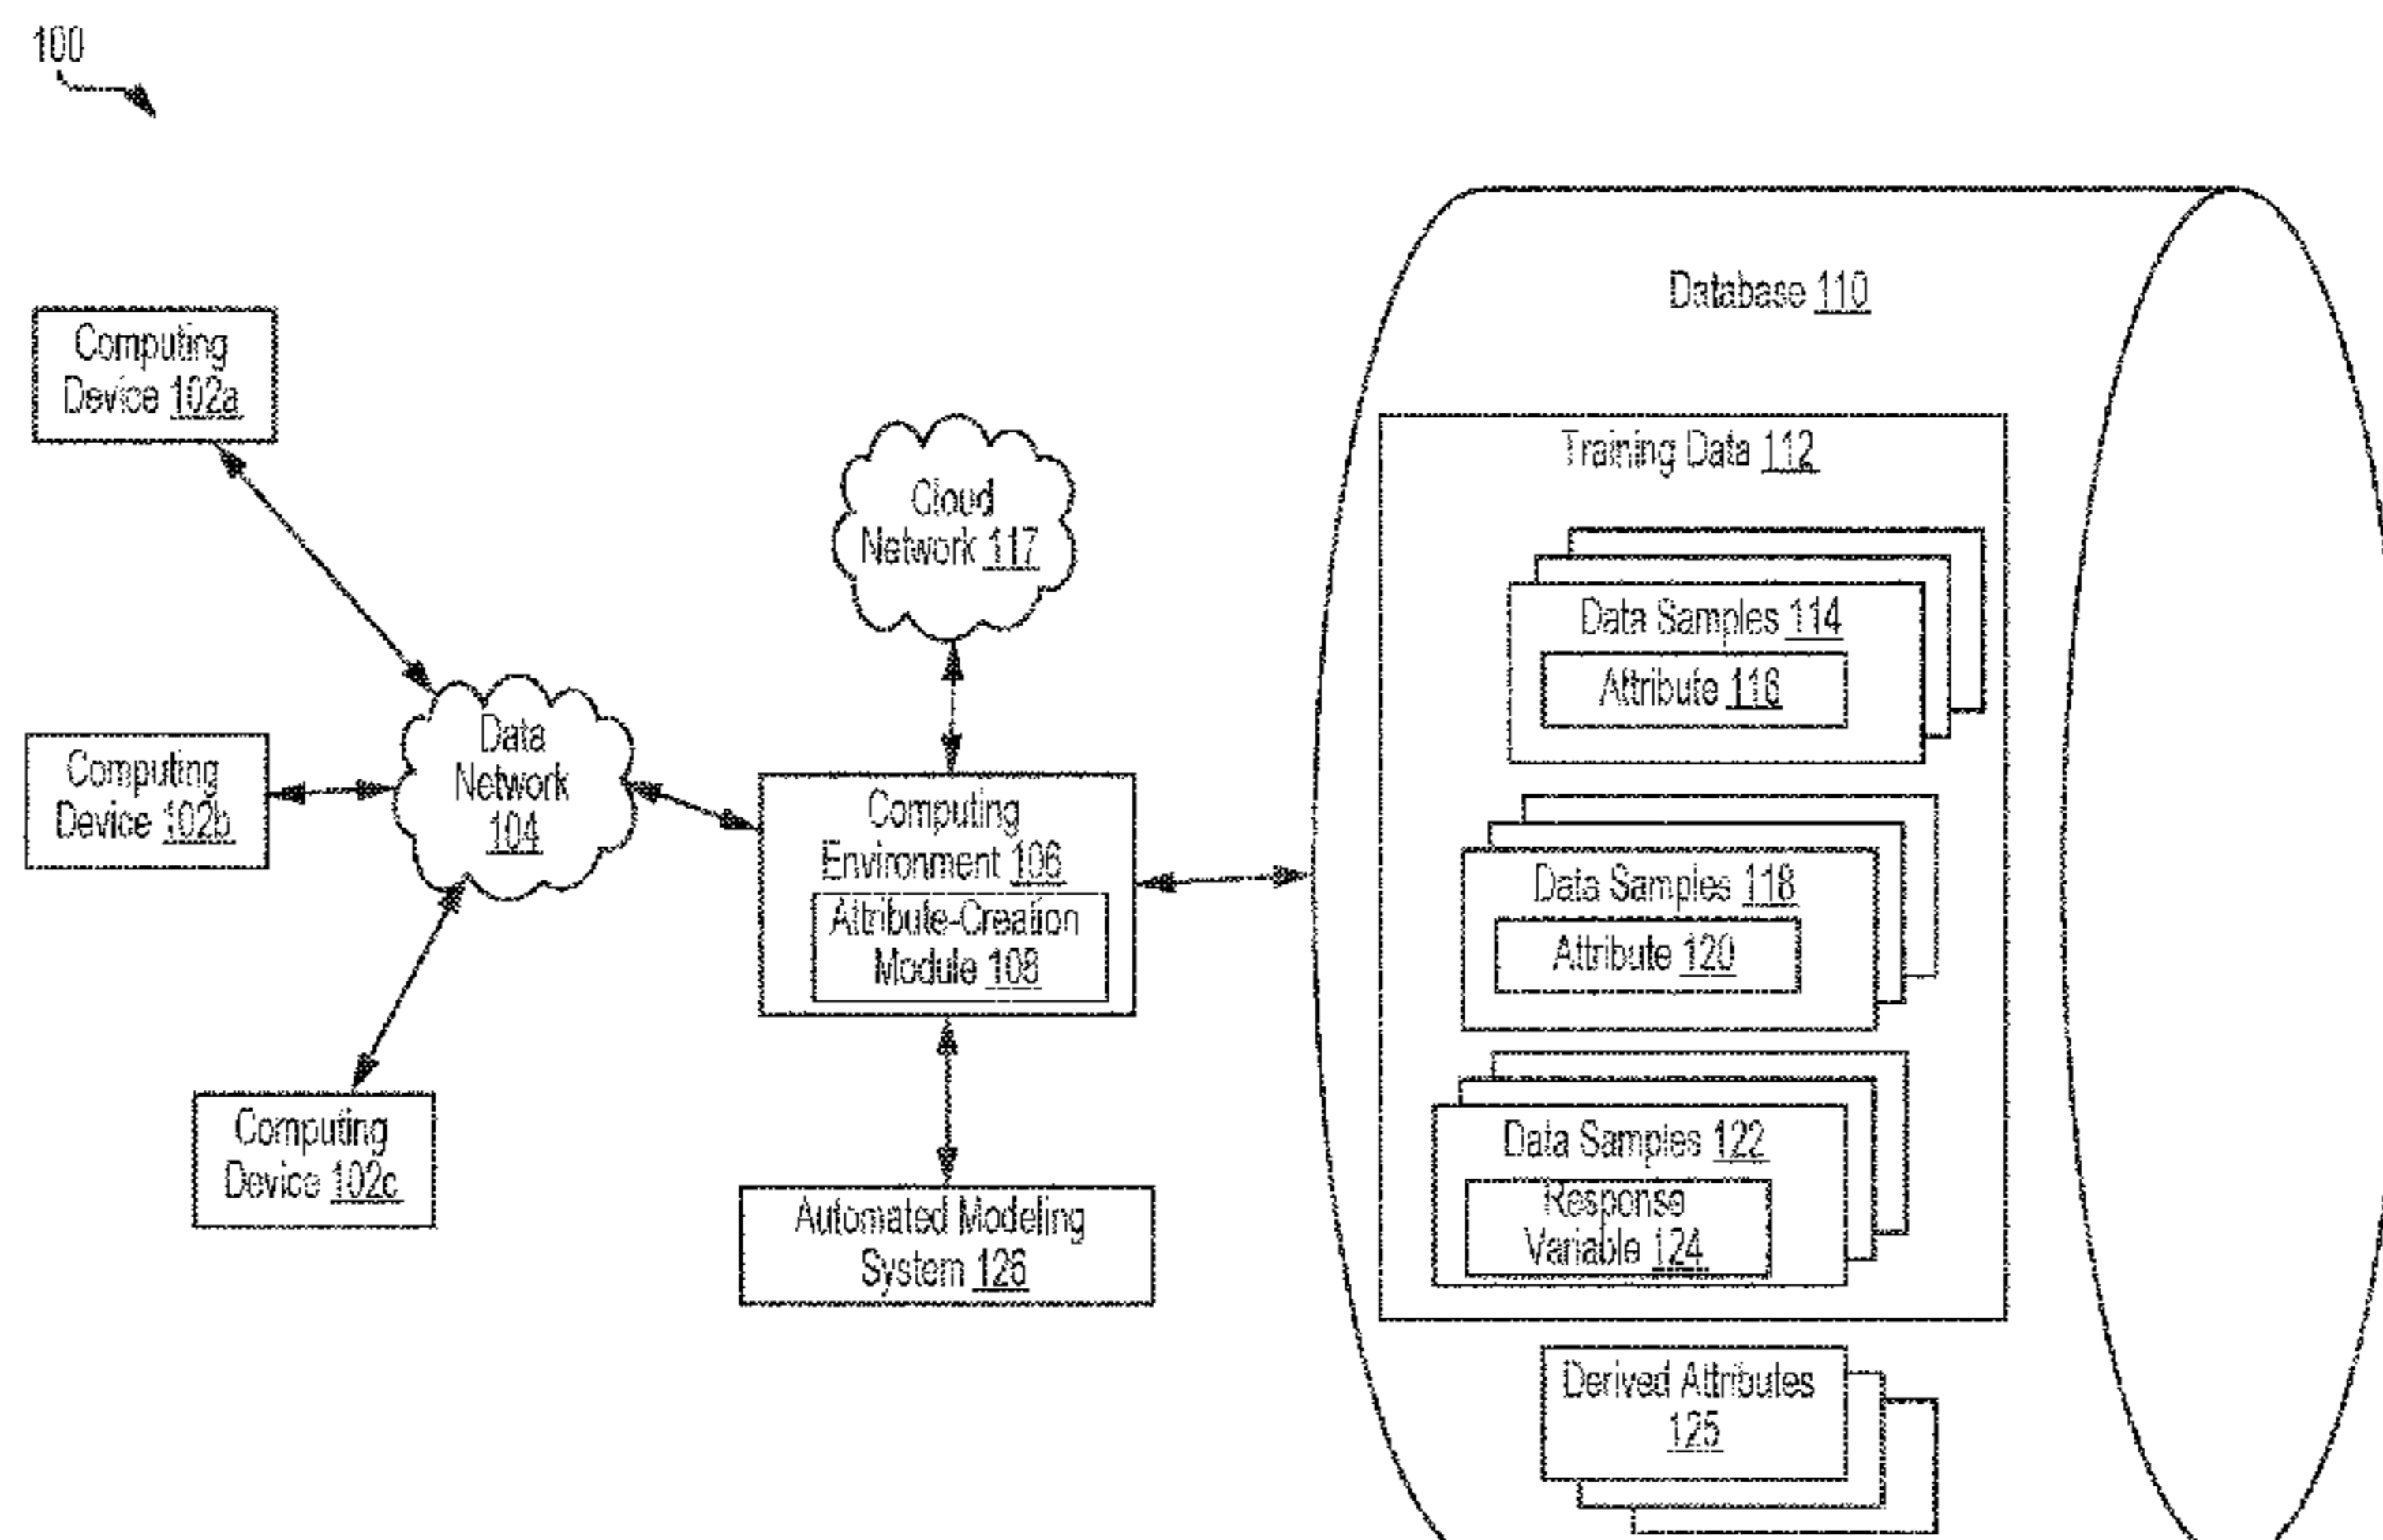 100
Database 110
Computing
Device 102a
Training Data 112
Cloud
Network 117
Data Samples 114
Attribute 116
Data
Network
104
Computing
Device 102b
Computing
Environment 106
Attribute-Creation
Module 108
Data Samples 118
Attribute 120
Computing
Device 102c
Data Samples 122
Response
Variable 124
Automated Modeling
System 126
Derived Attributes
125